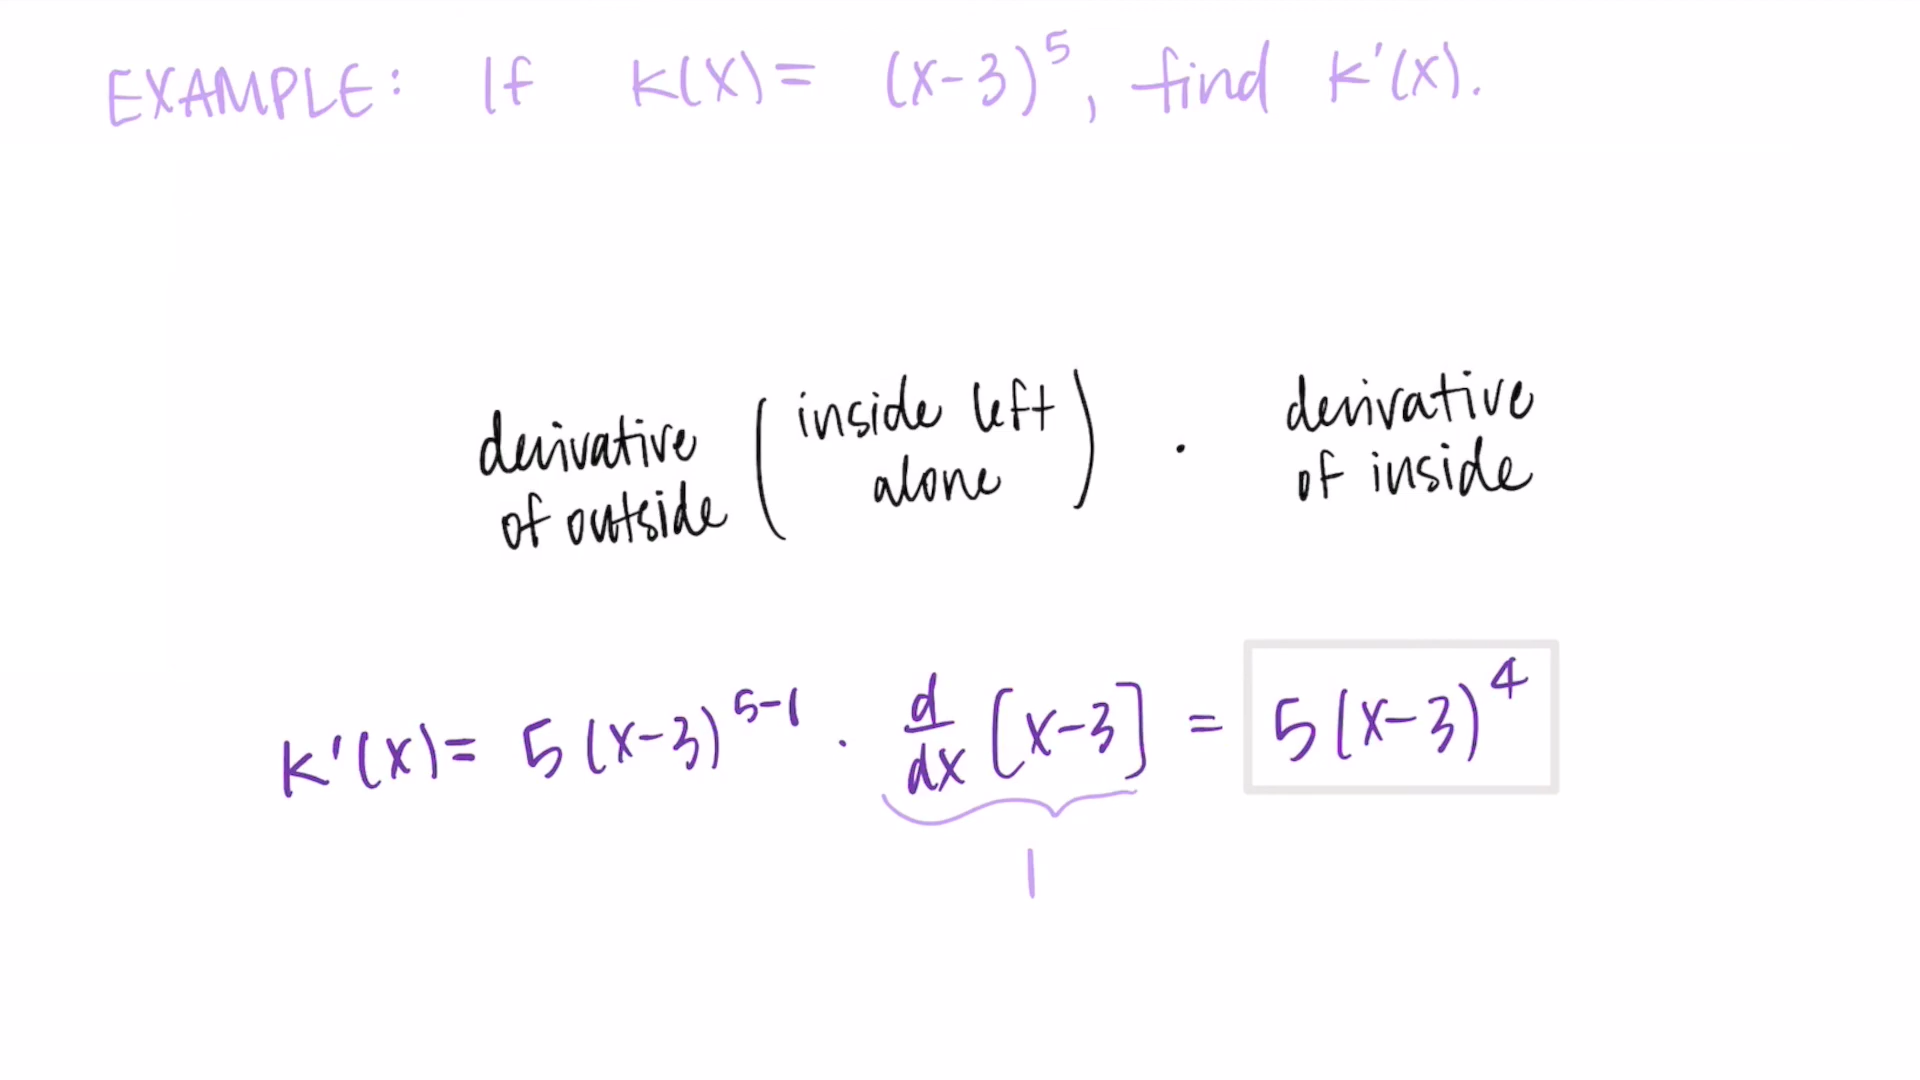 EXAMPLE: If K(X) = (x-3)^5, find K'(x).
derivative of outside (inside left alone) · derivative of inside
K'(x) = 5(x-3)^{5-1} · d/dx [x-3] = 5(x-3)^4
1